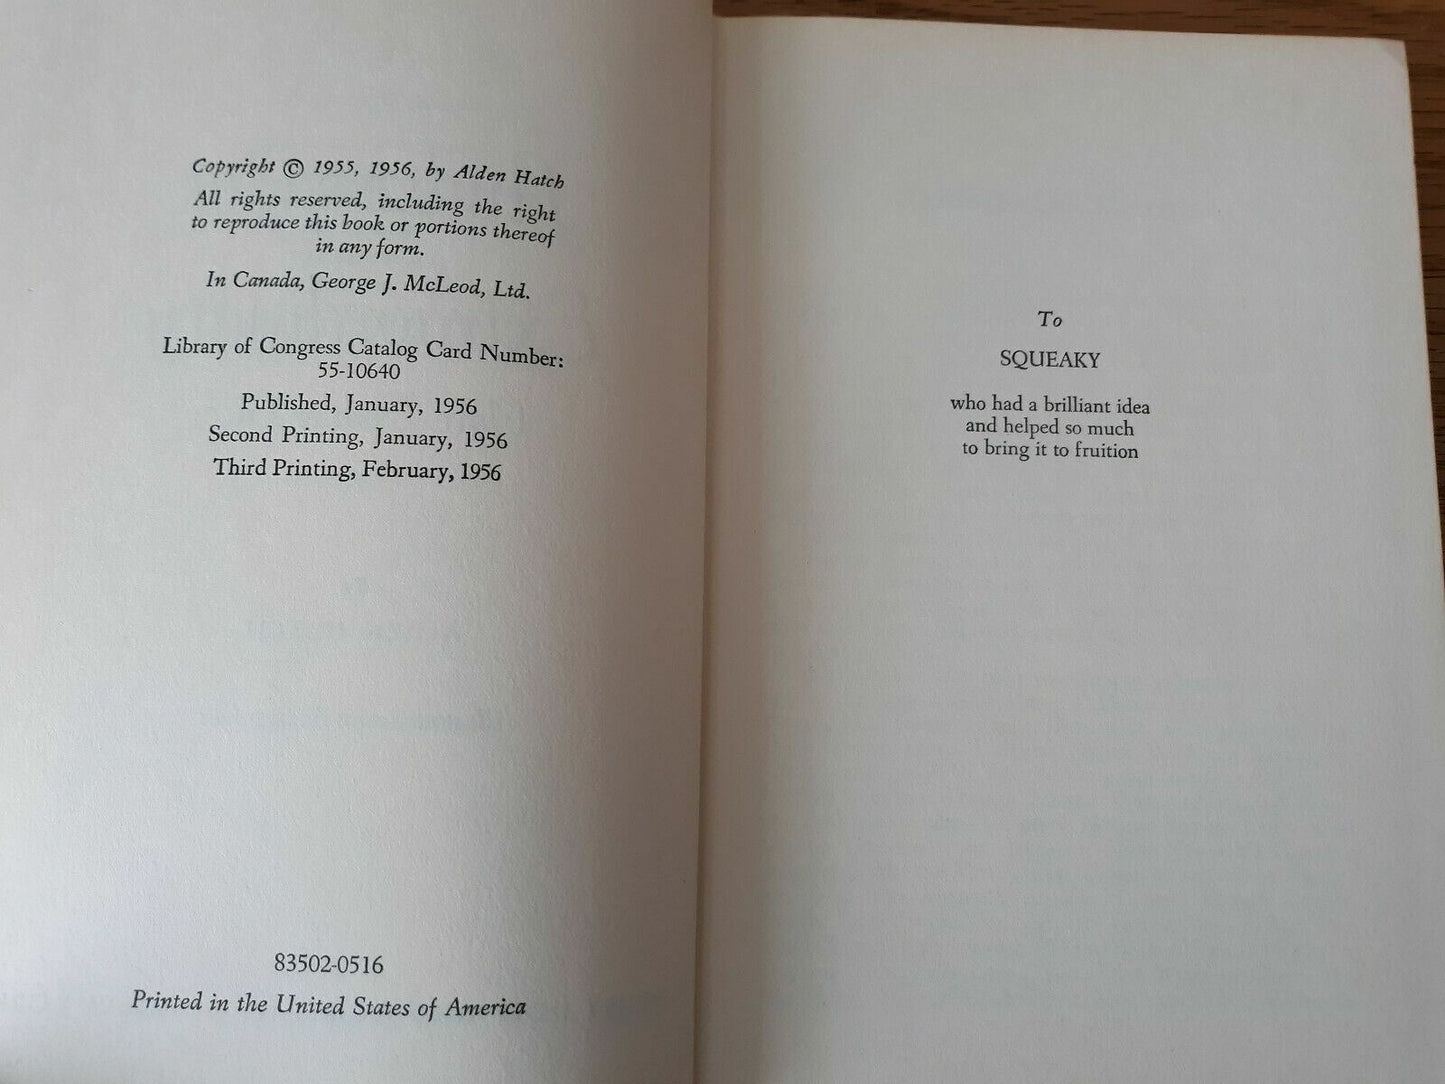 Copyright © 1955, 1956, by Alden Hatch
All rights reserved, including the right
to reproduce this book or portions thereof
in any form.
In Canada, George J. McLeod, Ltd.
Library of Congress Catalog Card Number:
55-10640
Published, January, 1956
Second Printing, January, 1956
Third Printing, February, 1956
83502-0516
Printed in the United States of America
To
SQUEAKY
who had a brilliant idea
and helped so much
to bring it to fruition